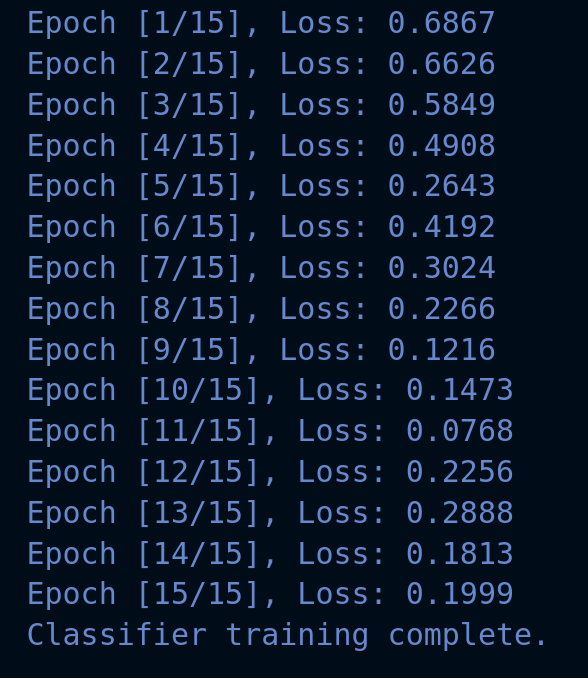 Epoch [1/15], Loss: 0.6867
Epoch [2/15], Loss: 0.6626
Epoch [3/15], Loss: 0.5849
Epoch [4/15], Loss: 0.4908
Epoch [5/15], Loss: 0.2643
Epoch [6/15], Loss: 0.4192
Epoch [7/15], Loss: 0.3024
Epoch [8/15], Loss: 0.2266
Epoch [9/15], Loss: 0.1216
Epoch [10/15], Loss: 0.1473
Epoch [11/15], Loss: 0.0768
Epoch [12/15], Loss: 0.2256
Epoch [13/15], Loss: 0.2888
Epoch [14/15], Loss: 0.1813
Epoch [15/15], Loss: 0.1999
Classifier training complete.